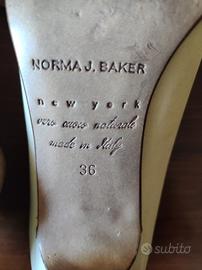 NORMA J. BAKER
new york
vero cuoio naturale
made in Italy
36
subito